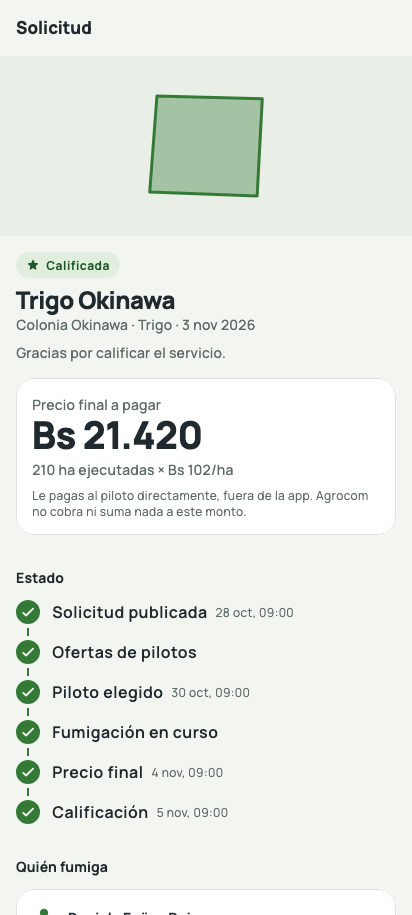 Solicitud
Calificada
Trigo Okinawa
Colonia Okinawa · Trigo · 3 nov 2026
Gracias por calificar el servicio.
Precio final a pagar
Bs 21.420
210 ha ejecutadas × Bs 102/ha
Le pagas al piloto directamente, fuera de la app. Agrocom
no cobra ni suma nada a este monto.
Estado
Solicitud publicada 28 oct, 09:00
Ofertas de pilotos
Piloto elegido 30 oct, 09:00
Fumigación en curso
Precio final 4 nov, 09:00
Calificación 5 nov, 09:00
Quién fumiga